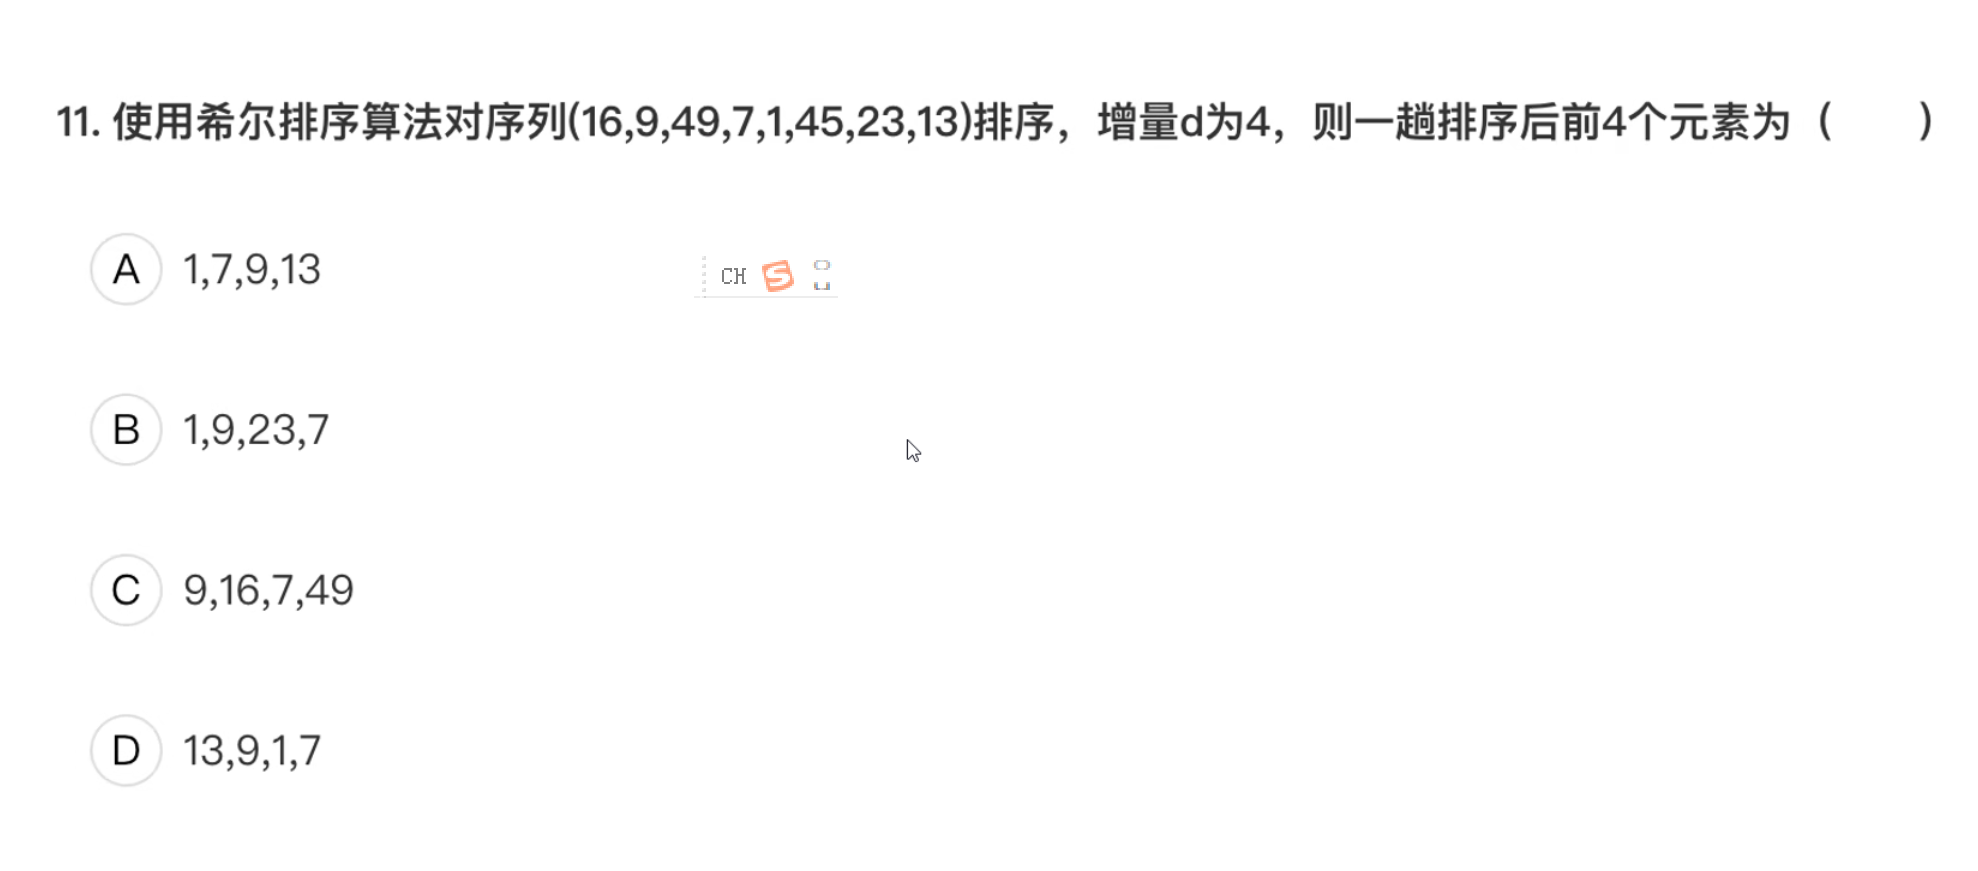 11. 使用希尔排序算法对序列(16,9,49,7,1,45,23,13)排序，增量d为4，则一趟排序后前4个元素为（　　）
A 1,7,9,13
CH S
B 1,9,23,7
C 9,16,7,49
D 13,9,1,7